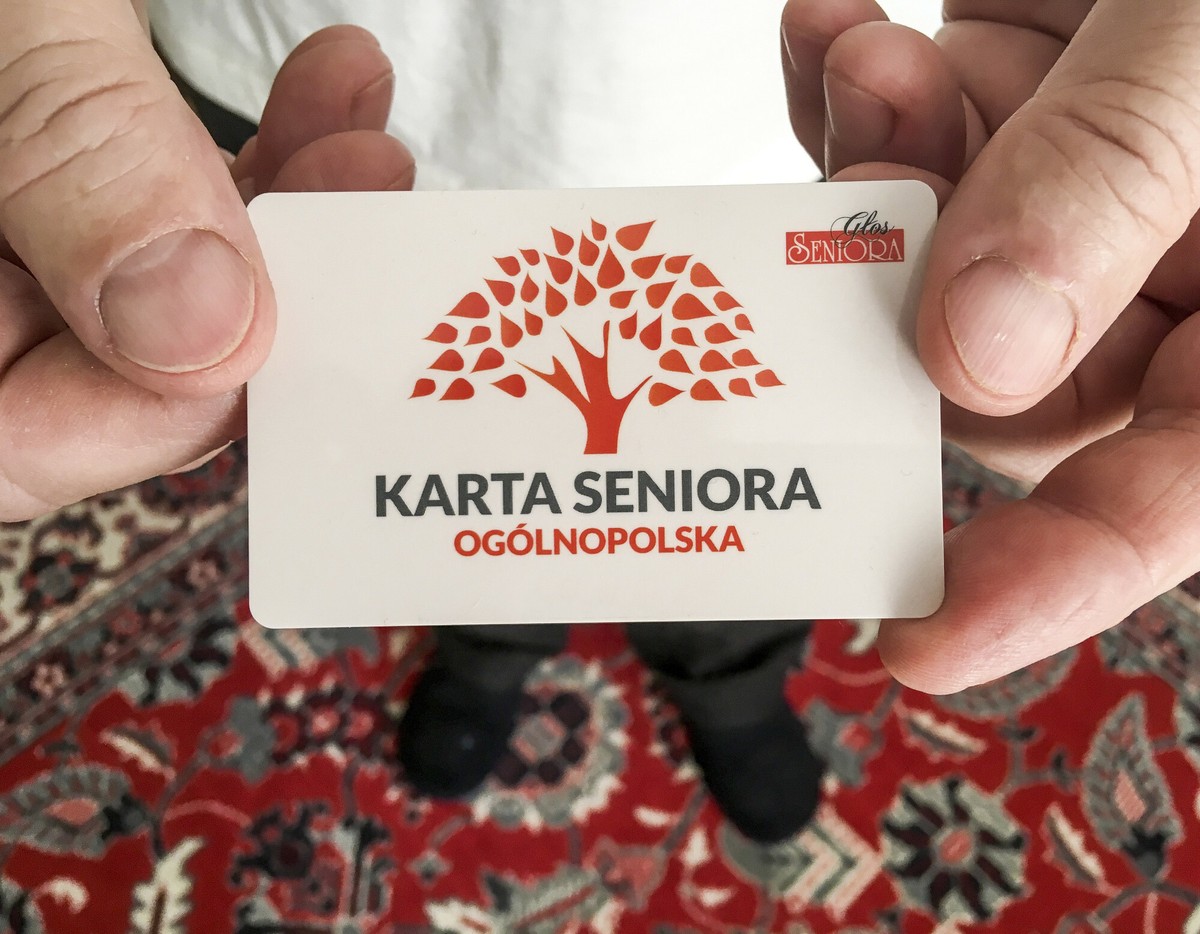 Głos
SENIORA
KARTA SENIORA
OGÓLNOPOLSKA